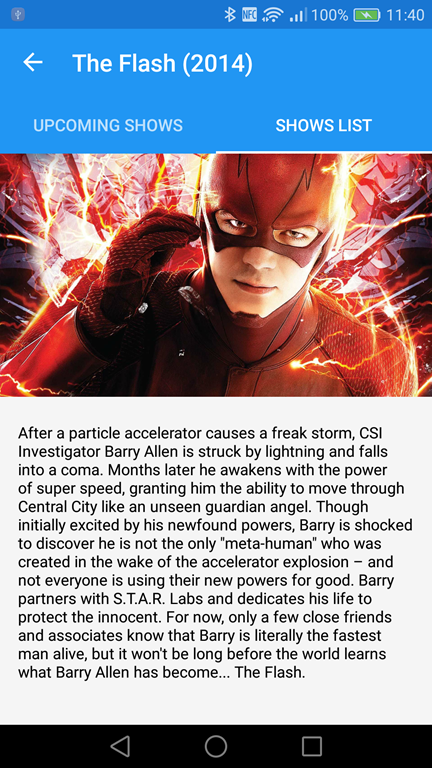 NFC 100% 11:40
The Flash (2014)
UPCOMING SHOWS SHOWS LIST
After a particle accelerator causes a freak storm, CSI
Investigator Barry Allen is struck by lightning and falls
into a coma. Months later he awakens with the power
of super speed, granting him the ability to move through
Central City like an unseen guardian angel. Though
initially excited by his newfound powers, Barry is shocked
to discover he is not the only "meta-human" who was
created in the wake of the accelerator explosion – and
not everyone is using their new powers for good. Barry
partners with S.T.A.R. Labs and dedicates his life to
protect the innocent. For now, only a few close friends
and associates know that Barry is literally the fastest
man alive, but it won't be long before the world learns
what Barry Allen has become... The Flash.